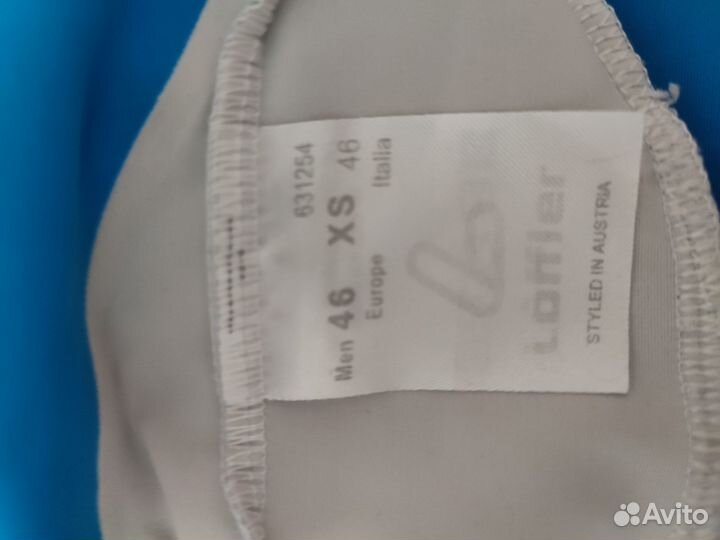 631254
Men 46 XS 46
Europe Italia
Löffler
STYLED IN AUSTRIA
Avito